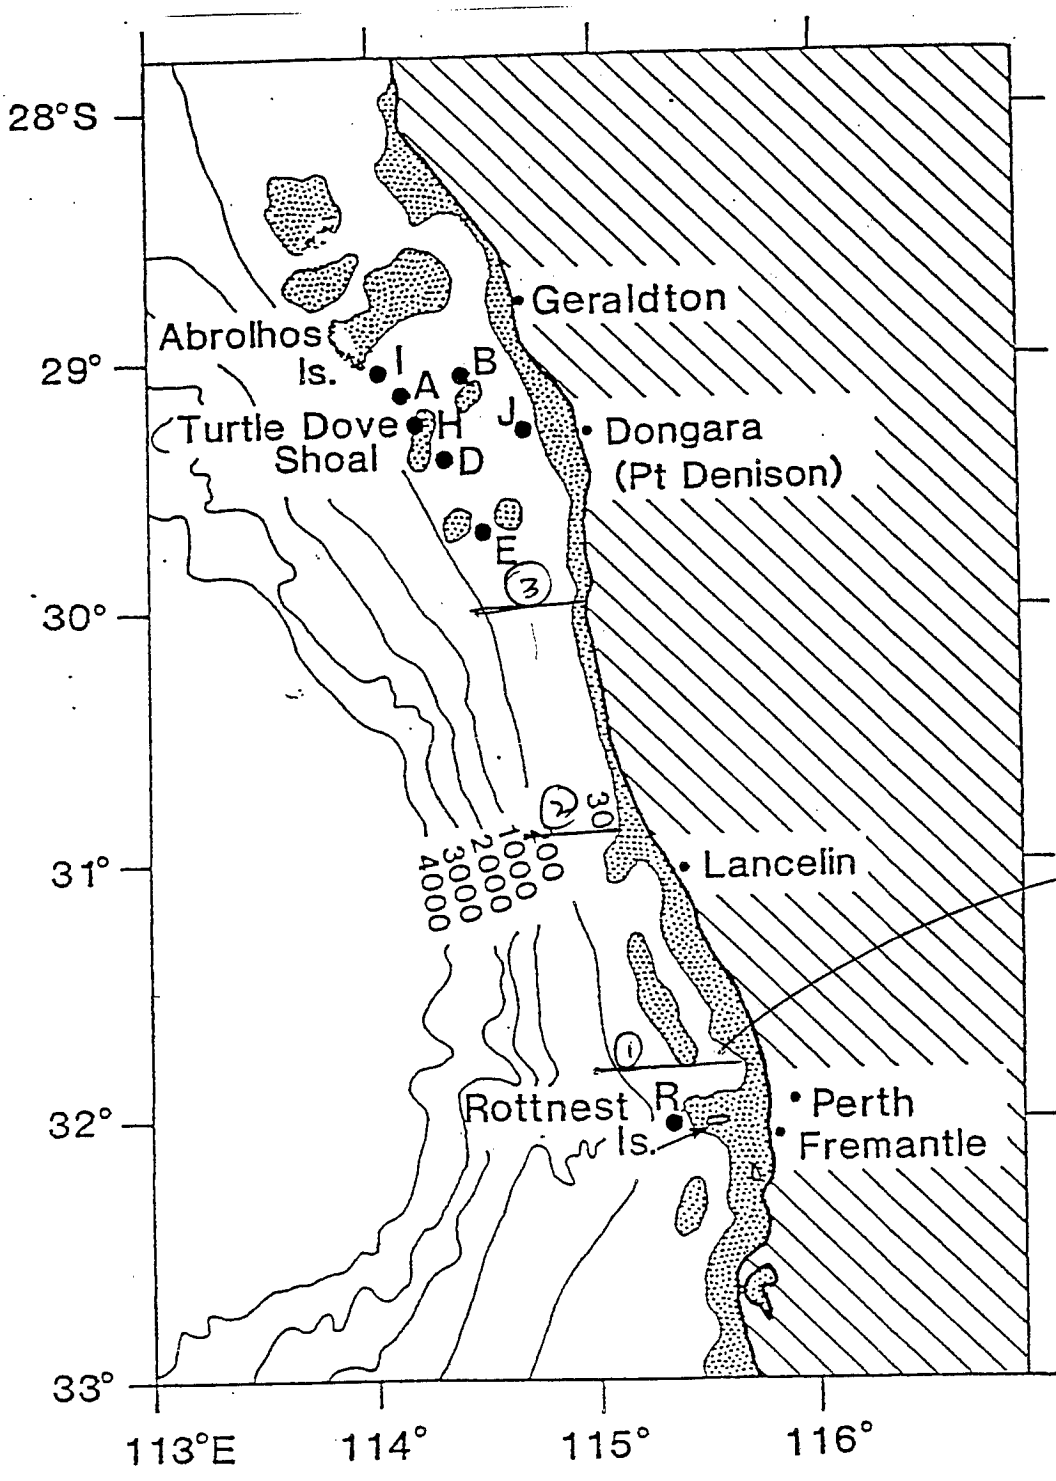 28°S
Geraldton
Abrolhos
Is.
I
B
29°
A
Turtle Dove
H
J
Dongara
Shoal
D
(Pt Denison)
E
3
30°
2
30
31°
4000
3000
2000
1000
Lancelin
1
Rottnest
R
Perth
32°
Is.
Fremantle
33°
113°E
114°
115°
116°